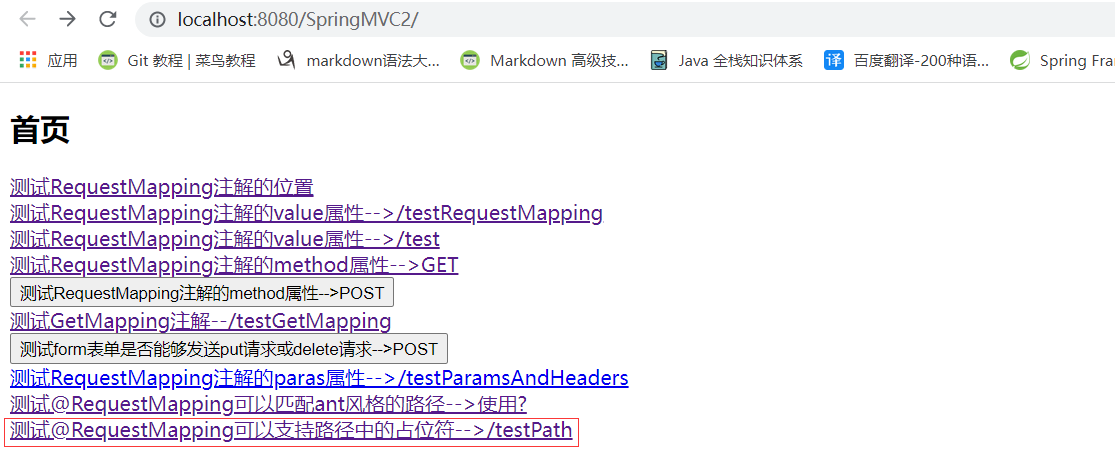 localhost:8080/SpringMVC2/
应用 Git 教程 | 菜鸟教程 markdown语法大... Markdown 高级技... Java 全栈知识体系 译 百度翻译-200种语... Spring Fra
首页
测试RequestMapping注解的位置
测试RequestMapping注解的value属性-->/testRequestMapping
测试RequestMapping注解的value属性-->/test
测试RequestMapping注解的method属性-->GET
测试RequestMapping注解的method属性-->POST
测试GetMapping注解--/testGetMapping
测试form表单是否能够发送put请求或delete请求-->POST
测试RequestMapping注解的paras属性-->/testParamsAndHeaders
测试@RequestMapping可以匹配ant风格的路径-->使用?
测试@RequestMapping可以支持路径中的占位符-->/testPath